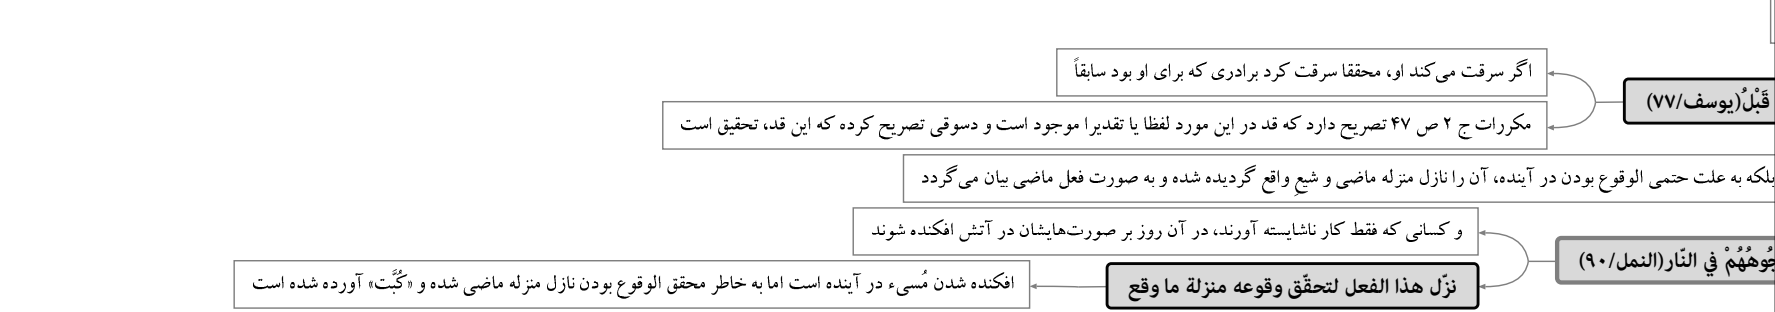 اگر سرقت می‌کند او، محققا سرقت کرد برادری که برای او بود سابقاً
قَبْلُ(یوسف/۷۷)
مکررات ج ۲ ص ۴۷ تصریح دارد که قد در این مورد لفظا یا تقدیرا موجود است و دسوقی تصریح کرده که این قد، تحقیق است
بلکه به علت حتمی الوقوع بودن در آینده، آن را نازل منزله ماضی و شیعِ واقع گردیده شده و به صورت فعل ماضی بیان می‌گردد
و کسانی که فقط کار ناشایسته آورند، در آن روز بر صورت‌هایشان در آتش افکنده شوند
جُوهُهُمْ فِي النّار(النمل/۹۰)
نزّل هذا الفعل لتحقّق وقوعه منزلة ما وقع
افکنده شدن مُسیء در آینده است اما به خاطر محقق الوقوع بودن نازل منزله ماضی شده و «کُبَّت» آورده شده است